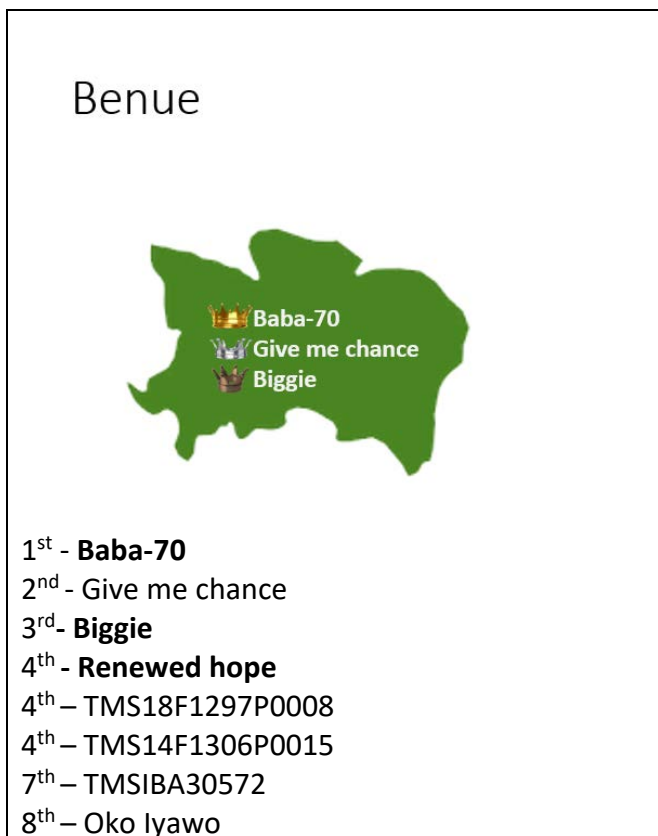 Benue
Baba-70
Give me chance
Biggie
1st - Baba-70
2nd - Give me chance
3rd- Biggie
4th - Renewed hope
4th – TMS18F1297P0008
4th – TMS14F1306P0015
7th – TMSIBA30572
8th – Oko Iyawo